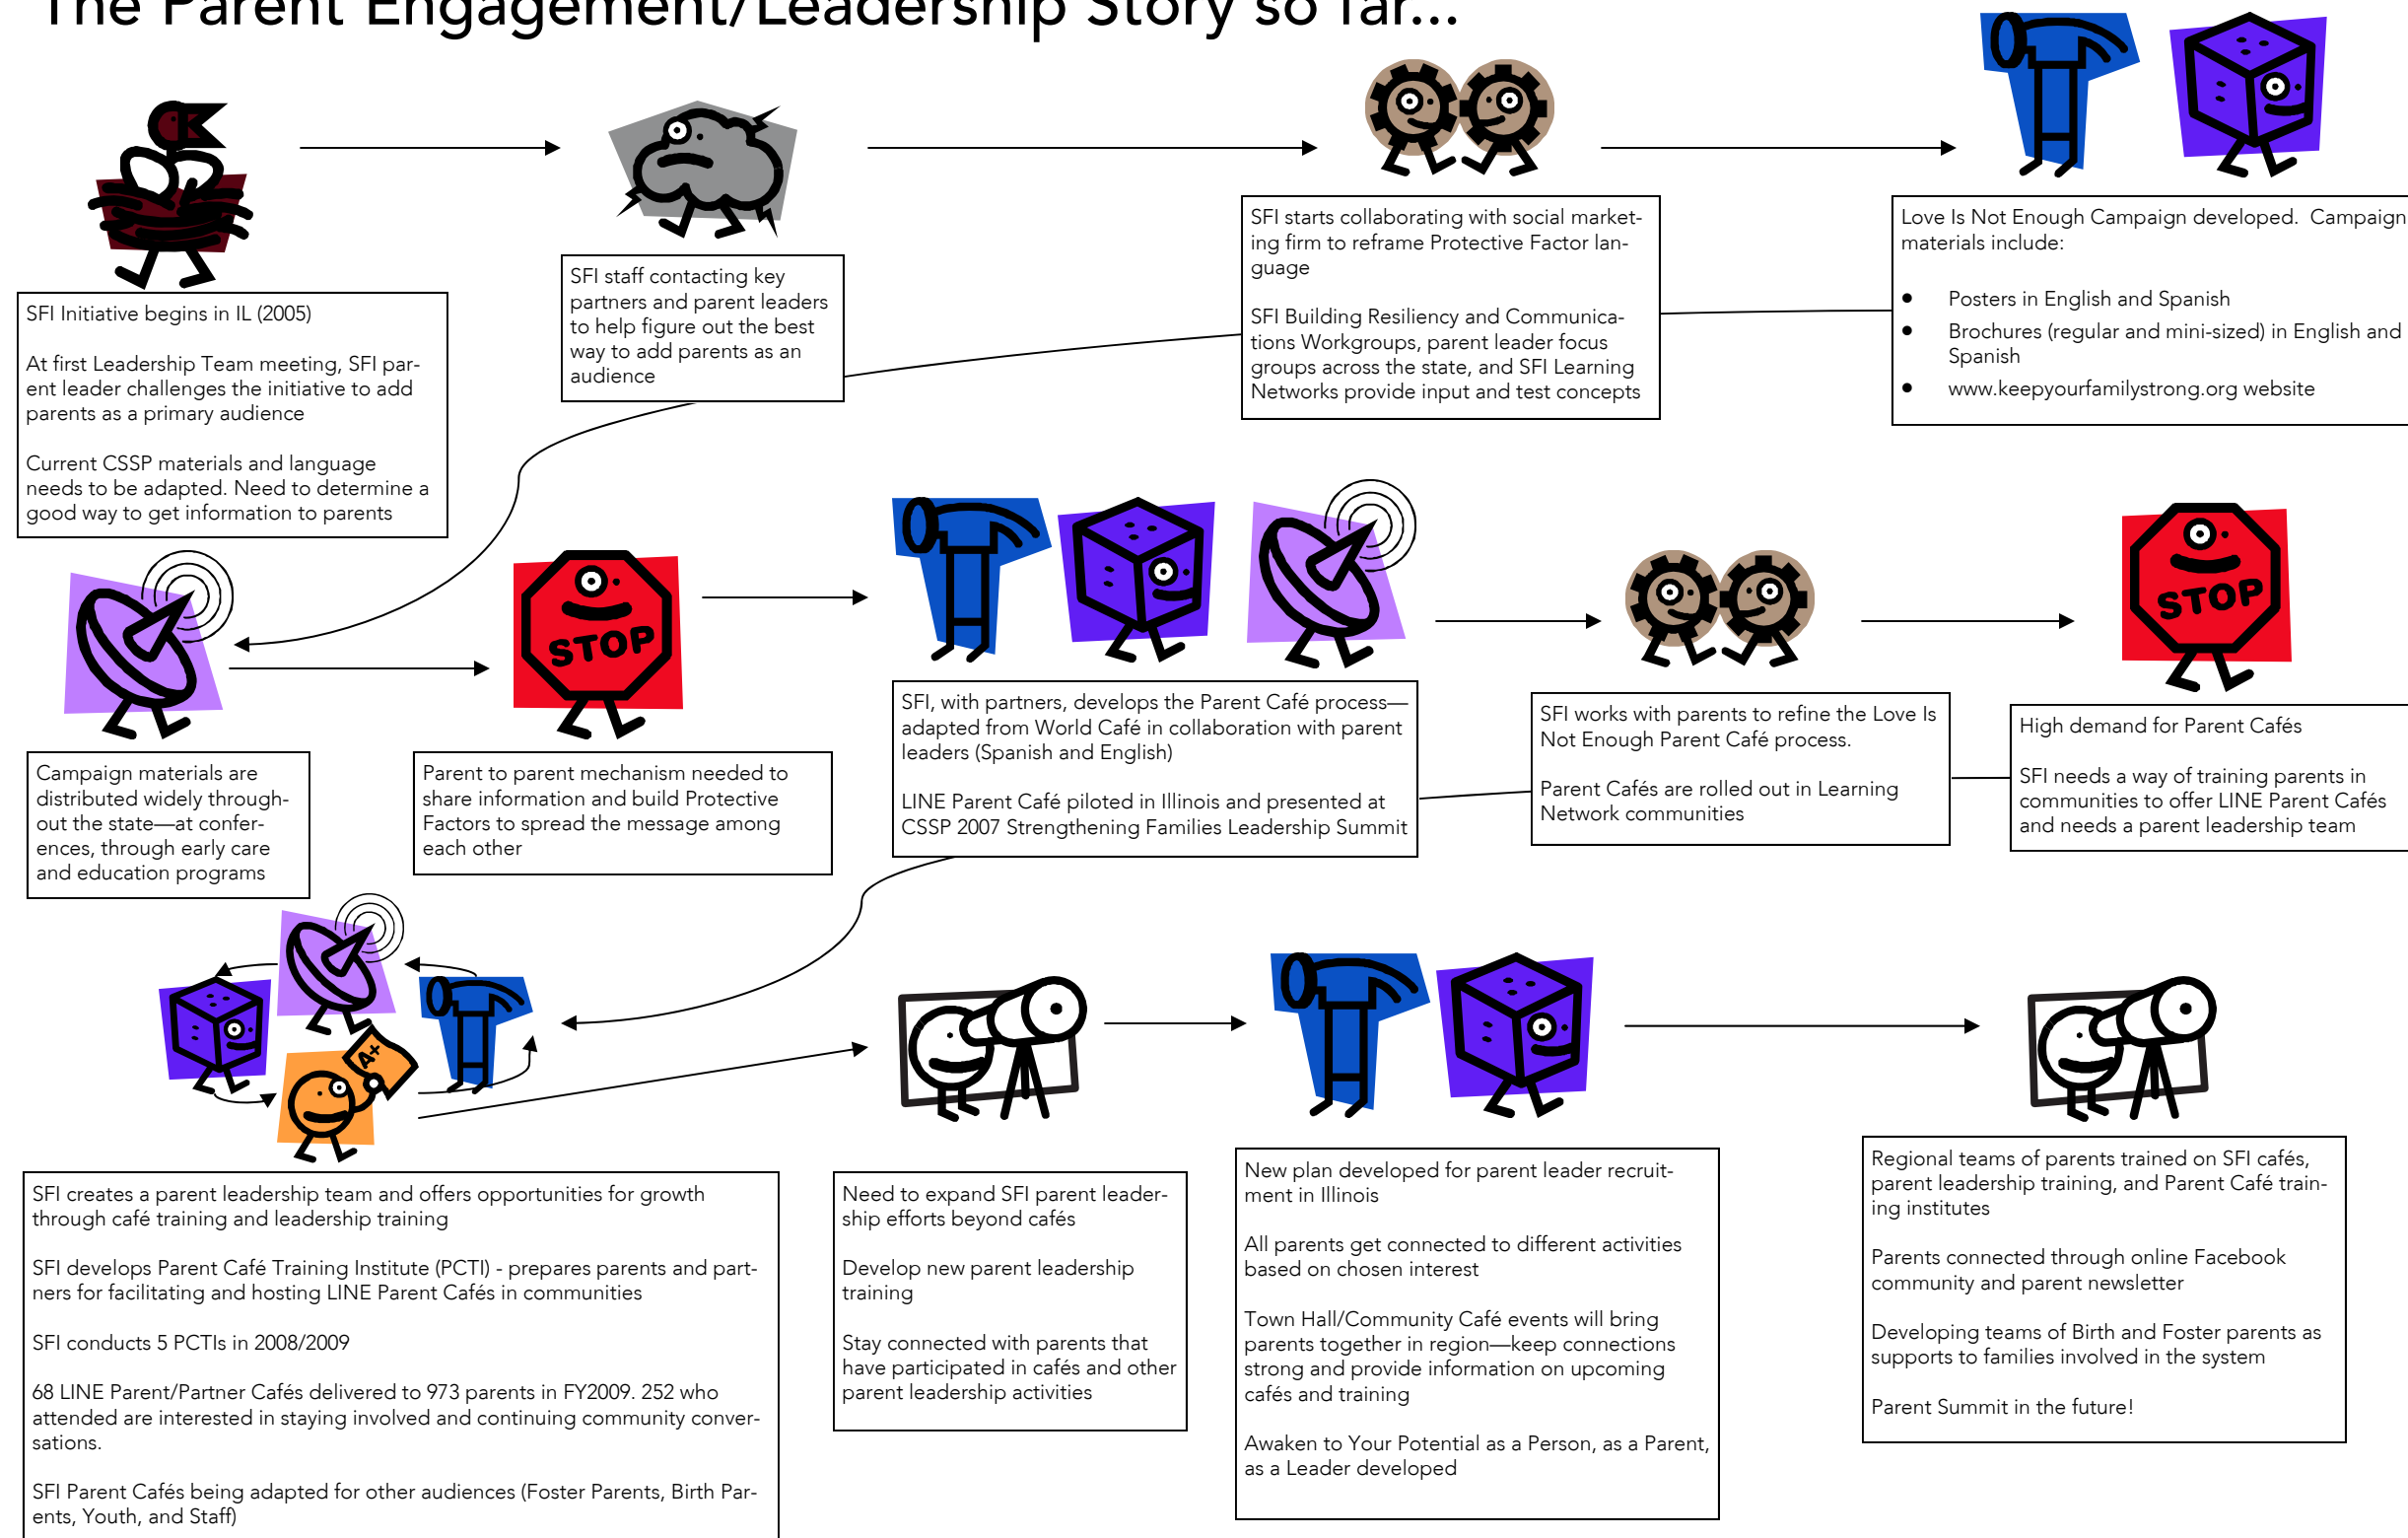 The Parent Engagement/Leadership Story so far...
SFI Initiative begins in IL (2005)
At first Leadership Team meeting, SFI par-
ent leader challenges the initiative to add
parents as a primary audience
Current CSSP materials and language
needs to be adapted. Need to determine a
good way to get information to parents
SFI staff contacting key
partners and parent leaders
to help figure out the best
way to add parents as an
audience
SFI starts collaborating with social market-
ing firm to reframe Protective Factor lan-
guage
SFI Building Resiliency and Communica-
tions Workgroups, parent leader focus
groups across the state, and SFI Learning
Networks provide input and test concepts
Love Is Not Enough Campaign developed.  Campaign
materials include:
• Posters in English and Spanish
• Brochures (regular and mini-sized) in English and
Spanish
• www.keepyourfamilystrong.org website
Campaign materials are
distributed widely through-
out the state—at confer-
ences, through early care
and education programs
STOP
Parent to parent mechanism needed to
share information and build Protective
Factors to spread the message among
each other
SFI, with partners, develops the Parent Café process—
adapted from World Café in collaboration with parent
leaders (Spanish and English)
LINE Parent Café piloted in Illinois and presented at
CSSP 2007 Strengthening Families Leadership Summit
SFI works with parents to refine the Love Is
Not Enough Parent Café process.
Parent Cafés are rolled out in Learning
Network communities
STOP
High demand for Parent Cafés
SFI needs a way of training parents in
communities to offer LINE Parent Cafés
and needs a parent leadership team
A+
SFI creates a parent leadership team and offers opportunities for growth
through café training and leadership training
SFI develops Parent Café Training Institute (PCTI) - prepares parents and part-
ners for facilitating and hosting LINE Parent Cafés in communities
SFI conducts 5 PCTIs in 2008/2009
68 LINE Parent/Partner Cafés delivered to 973 parents in FY2009. 252 who
attended are interested in staying involved and continuing community conver-
sations.
SFI Parent Cafés being adapted for other audiences (Foster Parents, Birth Par-
ents, Youth, and Staff)
Need to expand SFI parent leader-
ship efforts beyond cafés
Develop new parent leadership
training
Stay connected with parents that
have participated in cafés and other
parent leadership activities
New plan developed for parent leader recruit-
ment in Illinois
All parents get connected to different activities
based on chosen interest
Town Hall/Community Café events will bring
parents together in region—keep connections
strong and provide information on upcoming
cafés and training
Awaken to Your Potential as a Person, as a Parent,
as a Leader developed
Regional teams of parents trained on SFI cafés,
parent leadership training, and Parent Café train-
ing institutes
Parents connected through online Facebook
community and parent newsletter
Developing teams of Birth and Foster parents as
supports to families involved in the system
Parent Summit in the future!